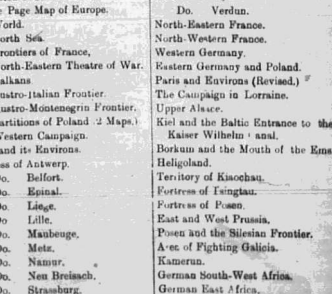 Page Map of Europe.
World.
North Sea.
Frontiers of France,
North-Eastern Theatre of War.
Balkans
Austro-Italian Frontier.
Austro-Montenegrin Frontier.
Partitions of Poland 2 Maps.)
Western Campaign.
and its Environs.
ess of Antwerp.
Do. Belfort.
Do. Epinal.
Do. Liege.
Do. Lille.
Do. Maubeuge,
Do. Metz.
Do. Namur.
Do. Neu Breisach.
Do. Strassburg.
Do. Verdun.
North-Eastern France.
North-Western France.
Western Germany.
Eastern Germany and Poland.
Paris and Environs (Revised.)
The Campaign in Lorraine.
Upper Alsace.
Kiel and the Baltic Entrance to the
Kaiser Wilhelm anal.
Borkum and the Mouth of the Ems
Heligoland.
Territory of Kiaochau.
Fortress of Tsingtau.
Fortress of Posen.
East and West Prussia,
Posen and the Silesian Frontier.
of Fighting Galicia.
Kamerun.
German South-West Africa.
German East Africa.